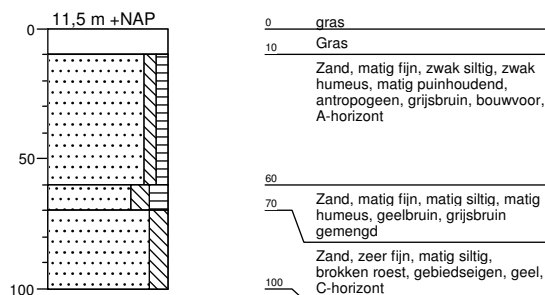 11,5 m +NAP
0
50
100
0 gras
10 Gras
Zand, matig fijn, zwak siltig, zwak
humeus, matig puinhoudend,
antropogeen, grijsbruin, bouwvoor,
A-horizont
60
Zand, matig fijn, matig siltig, matig
70 humeus, geelbruin, grijsbruin
gemengd
Zand, zeer fijn, matig siltig,
brokken roest, gebiedseigen, geel,
100 C-horizont